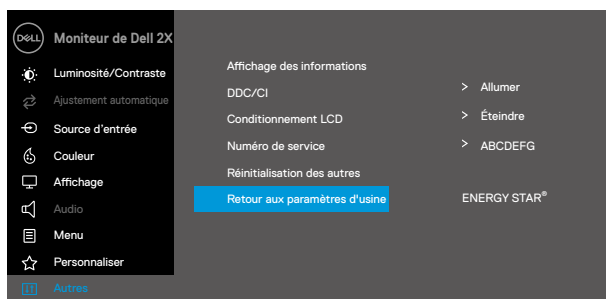 DELL
Moniteur de Dell 2X
Luminosité/Contraste
Ajustement automatique
Source d'entrée
Couleur
Affichage
Audio
Menu
Personnaliser
Autres
Affichage des informations
DDC/CI
> Allumer
Conditionnement LCD
> Éteindre
Numéro de service
> ABCDEFG
Réinitialisation des autres
Retour aux paramètres d'usine
ENERGY STAR®